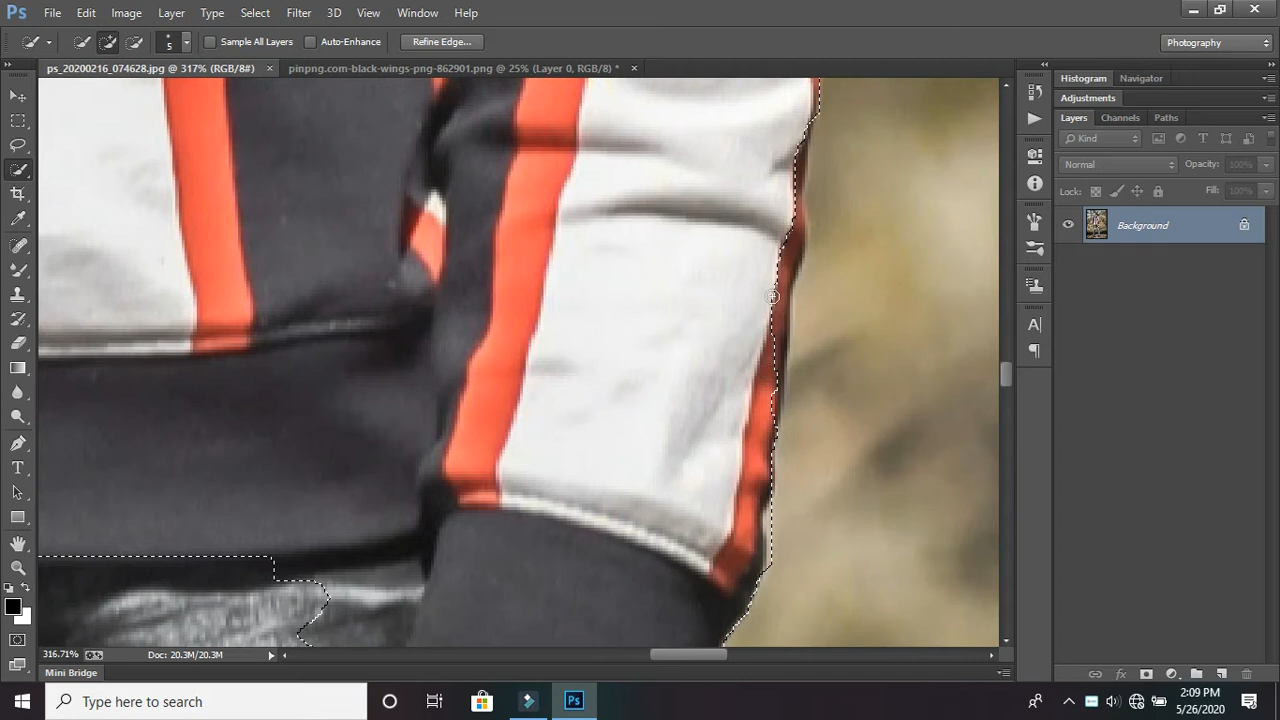 Ps File Edit Image Layer Type Select Filter 3D View Window Help
5 Sample All Layers Auto-Enhance Refine Edge... Photography
ps_20200216_074628.jpg @ 317% (RGB/8#) × pinpng.com-black-wings-png-862901.png @ 25% (Layer 0, RGB/8) * ×
Histogram Navigator
Adjustments
Layers Channels Paths
Kind
Normal Opacity: 100%
Lock: Fill: 100%
Background
316.71% Doc: 20.3M/20.3M
Mini Bridge
Type here to search
Ps
2:09 PM
5/26/2020